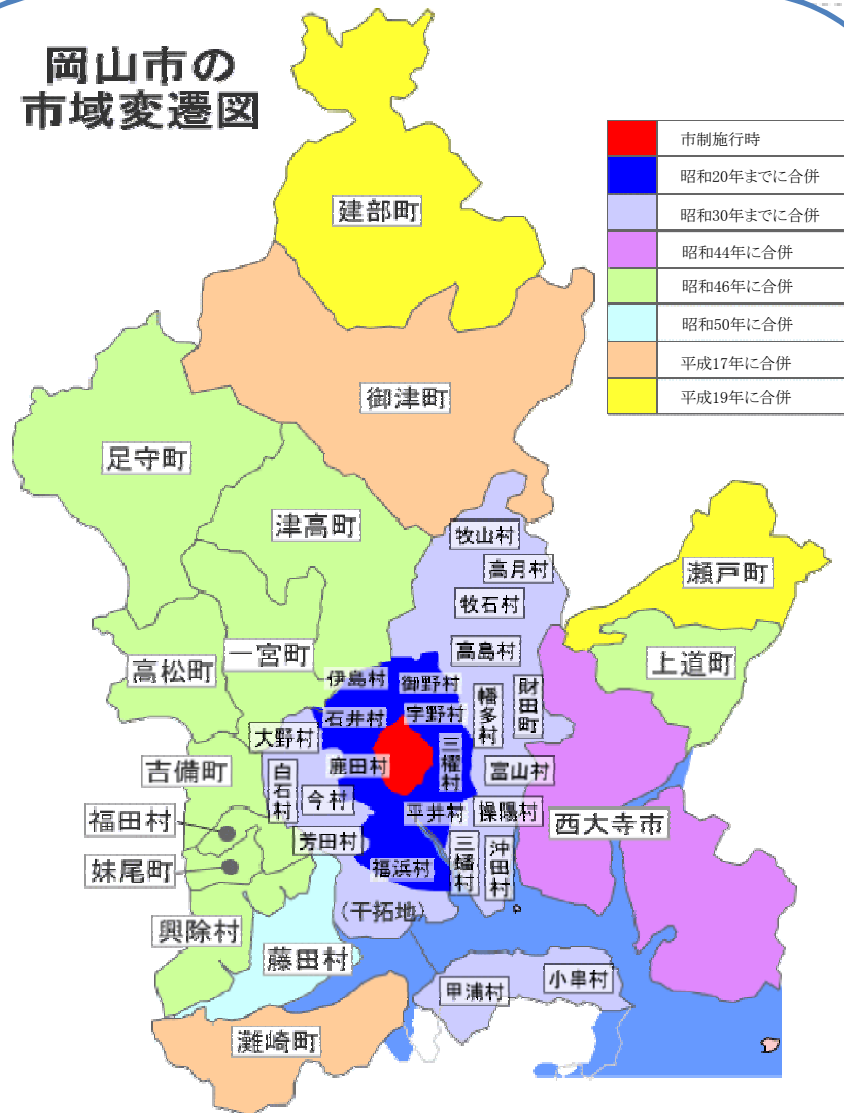 岡山市の
市域変遷図
市制施行時
昭和20年までに合併
昭和30年までに合併
昭和44年に合併
昭和46年に合併
昭和50年に合併
平成17年に合併
平成19年に合併
建部町
御津町
足守町
津高町
牧山村
高月村
瀬戸町
牧石村
高島村
上道町
一宮町
高松町
伊島村
御野村
財田町
幡多村
石井村
宇野村
大野村
三櫂村
鹿田村
富山村
吉備町
白石村
今村
平井村
操陽村
西大寺市
福田村
芳田村
三蟠村
沖田村
妹尾町
福浜村
(干拓地)
興除村
藤田村
小串村
甲浦村
灘崎町